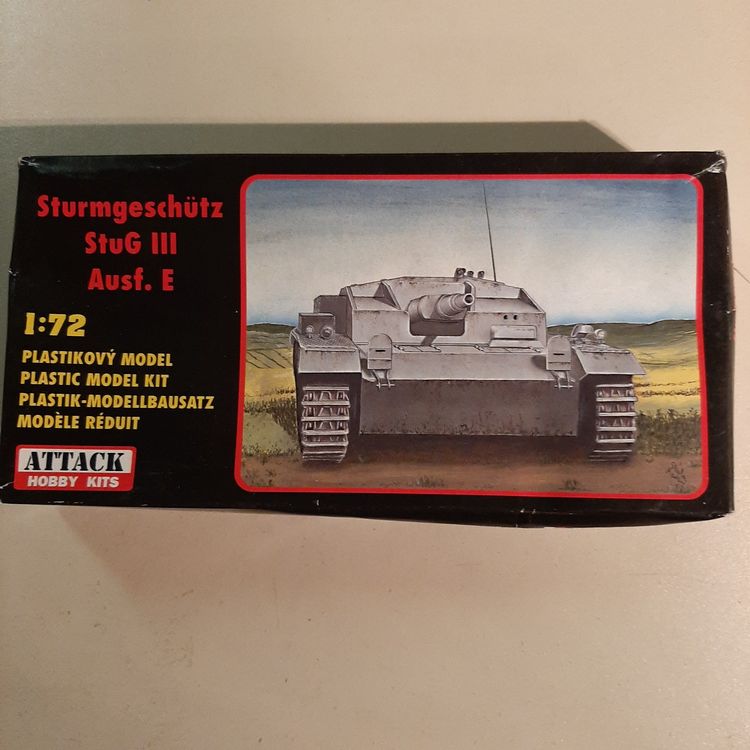 Sturmgeschütz
StuG III
Ausf. E
1:72
PLASTIKOVÝ MODEL
PLASTIC MODEL KIT
PLASTIK-MODELLBAUSATZ
MODÈLE RÉDUIT
ATTACK
HOBBY KITS